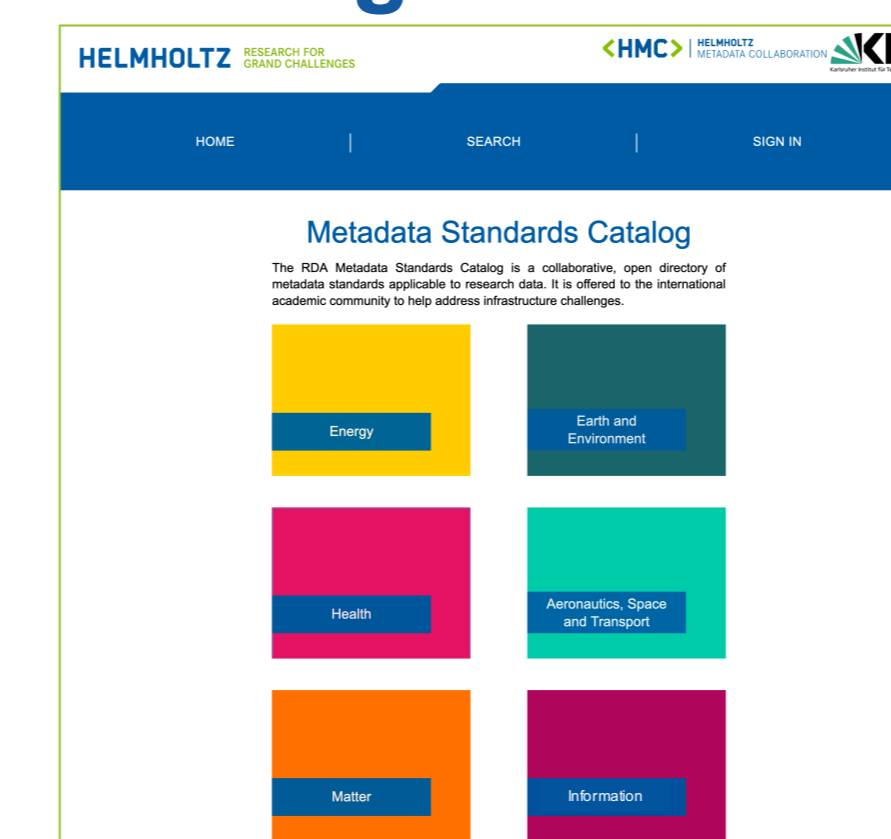 HELMHOLTZ RESEARCH FOR
GRAND CHALLENGES
<HMC> HELMHOLTZ
METADATA COLLABORATION
HOME | SEARCH | SIGN IN
Metadata Standards Catalog
The RDA Metadata Standards Catalog is a collaborative, open directory of
metadata standards applicable to research data. It is offered to the international
academic community to help address infrastructure challenges.
Energy
Earth and
Environment
Health
Aeronautics, Space
and Transport
Matter
Information